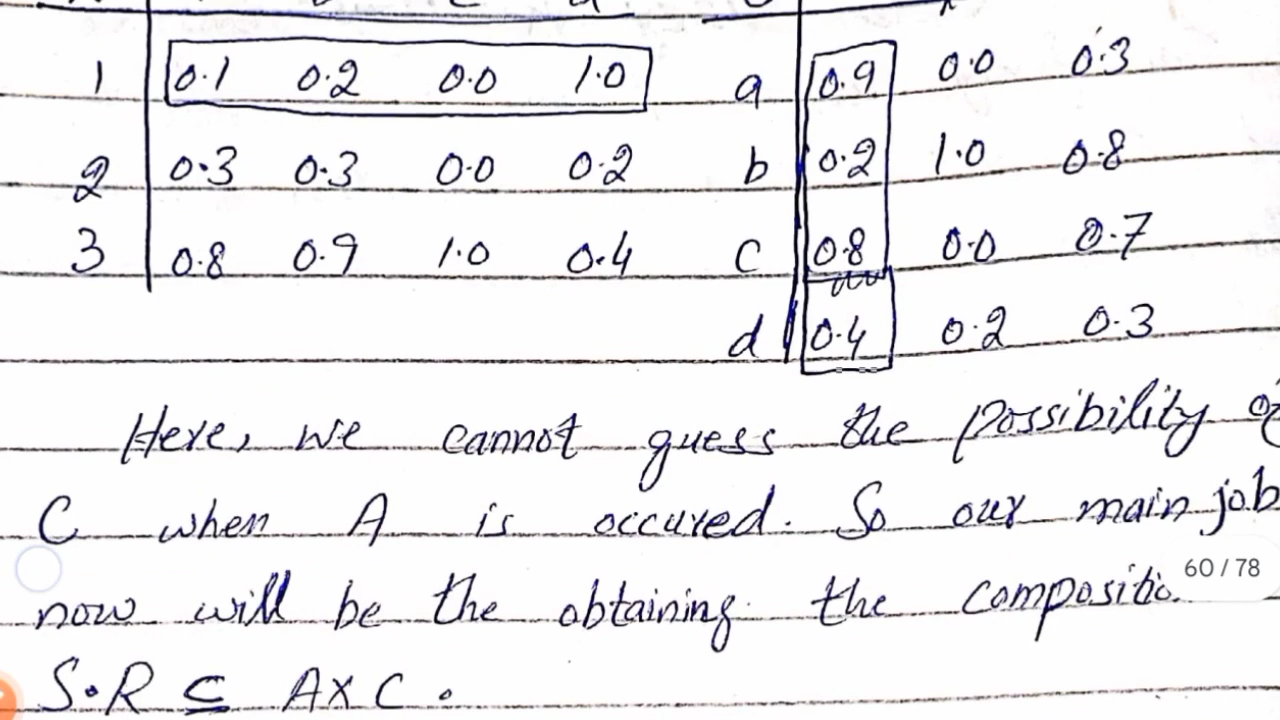 1 0.1 0.2 0.0 1.0 a 0.9 0.0 0.3
2 0.3 0.3 0.0 0.2 b 0.2 1.0 0.8
3 0.8 0.9 1.0 0.4 c 0.8 0.0 0.7
d 0.4 0.2 0.3
Here, we cannot guess the possibility of
C when A is occured. So our main job
60/78
now will be the obtaining the compositio
S.R ⊆ A×C.